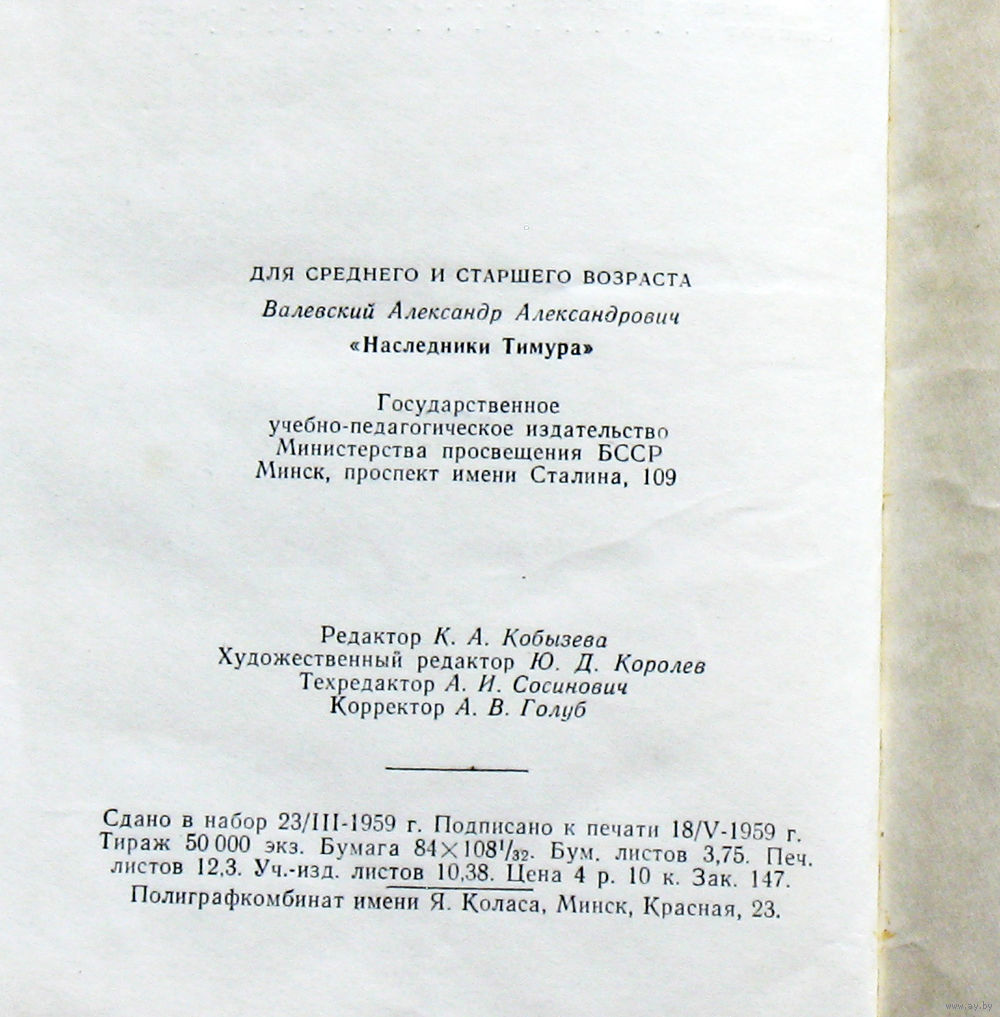 ДЛЯ СРЕДНЕГО И СТАРШЕГО ВОЗРАСТА
Валевский Александр Александрович
«Наследники Тимура»
Государственное
учебно-педагогическое издательство
Министерства просвещения БССР
Минск, проспект имени Сталина, 109
Редактор К. А. Кобызева
Художественный редактор Ю. Д. Королев
Техредактор А. И. Сосинович
Корректор А. В. Голуб
Сдано в набор 23/III-1959 г. Подписано к печати 18/V-1959 г.
Тираж 50 000 экз. Бумага 84×108¹/₃₂. Бум. листов 3,75. Печ.
листов 12,3. Уч.-изд. листов 10,38. Цена 4 р. 10 к. Зак. 147.
Полиграфкомбинат имени Я. Коласа, Минск, Красная, 23.
www.ay.by